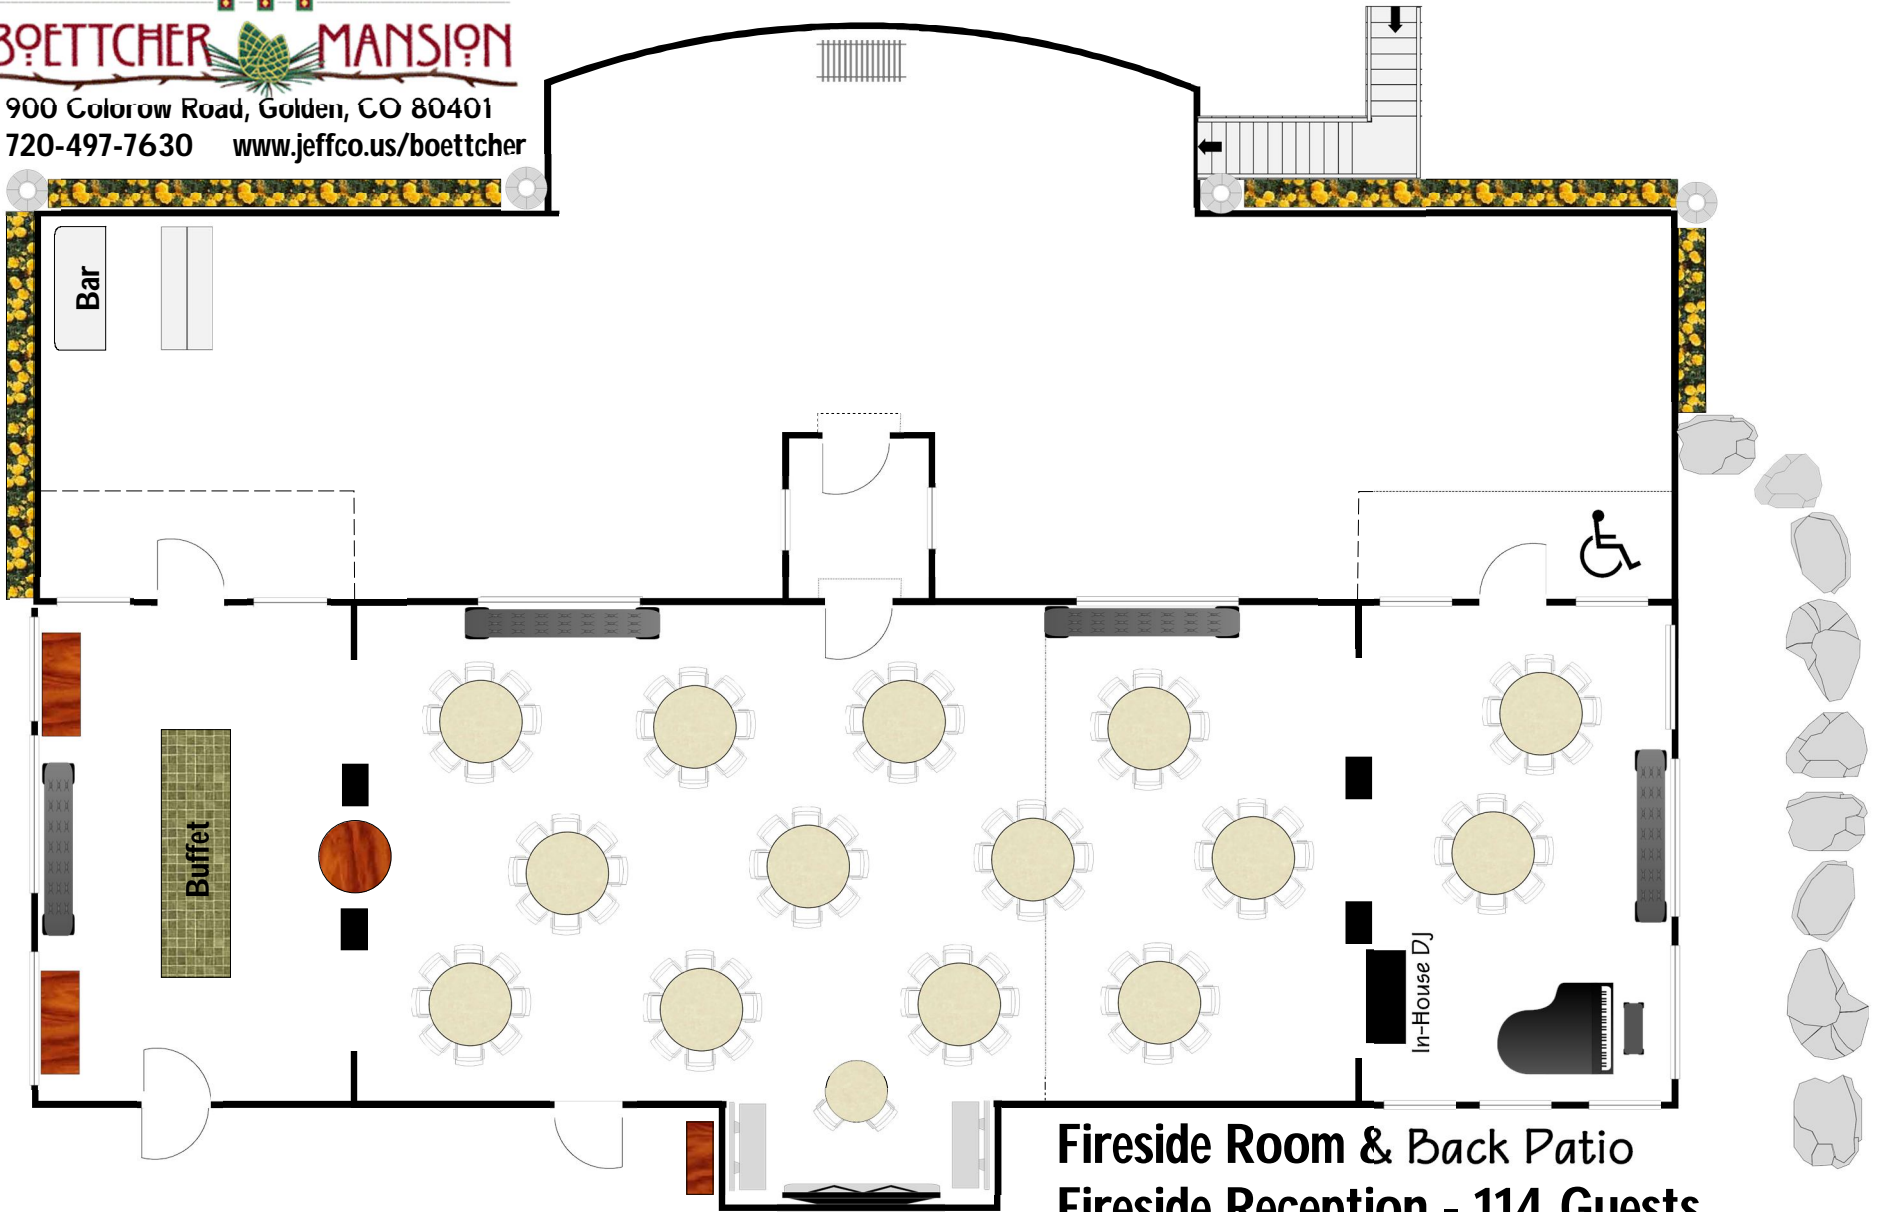 BOETTCHER MANSION
900 Colorow Road, Golden, CO 80401
720-497-7630 www.jeffco.us/boettcher
Bar
Buffet
In-House DJ
Fireside Room & Back Patio
Fireside Reception - 114 Guests